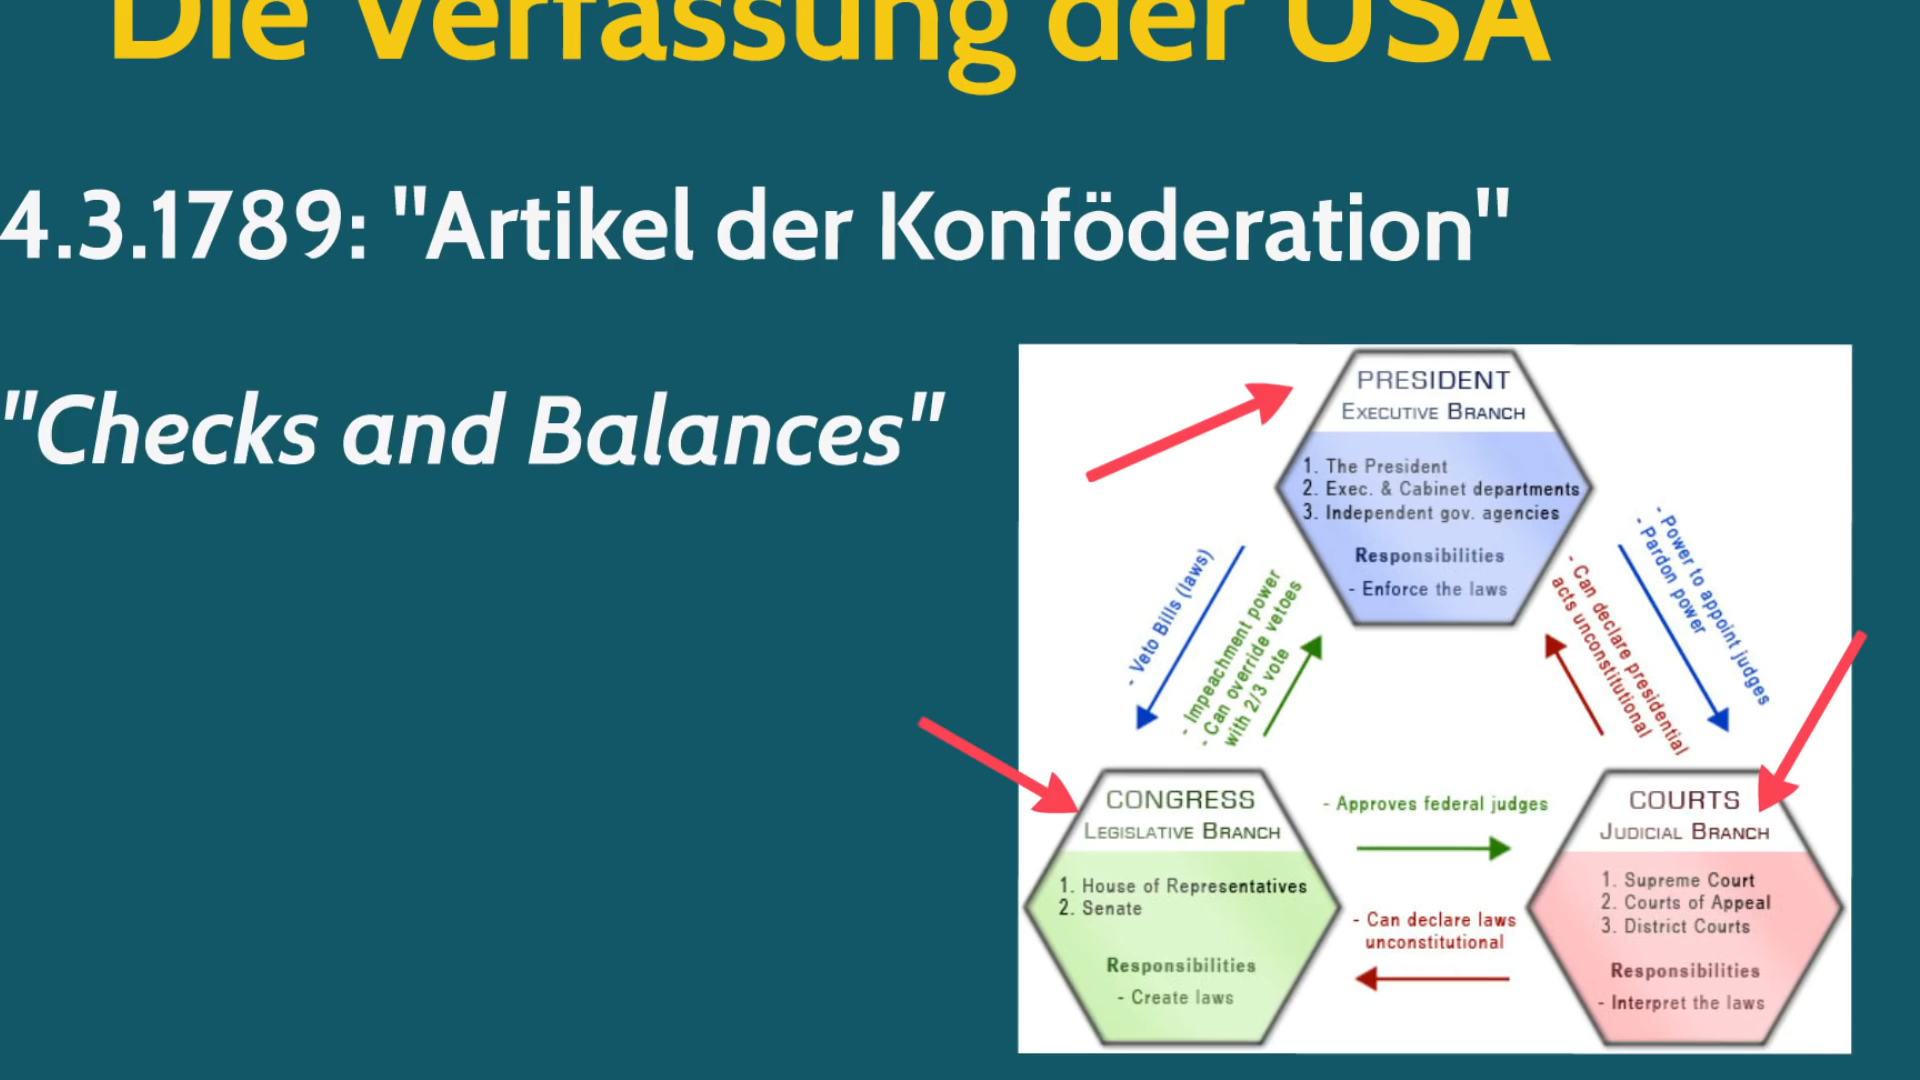 Die Verfassung der USA
4.3.1789: "Artikel der Konföderation"
"Checks and Balances"
PRESIDENT
EXECUTIVE BRANCH
1. The President
2. Exec. & Cabinet departments
3. Independent gov. agencies
Responsibilities
- Enforce the laws
- Veto Bills (laws)
- Impeachment power
- Can override vetoes
with 2/3 vote
- Can declare presidential
acts unconstitutional
- Power to appoint judges
- Pardon power
CONGRESS
LEGISLATIVE BRANCH
1. House of Representatives
2. Senate
Responsibilities
- Create laws
- Approves federal judges
- Can declare laws
unconstitutional
COURTS
JUDICIAL BRANCH
1. Supreme Court
2. Courts of Appeal
3. District Courts
Responsibilities
- Interpret the laws